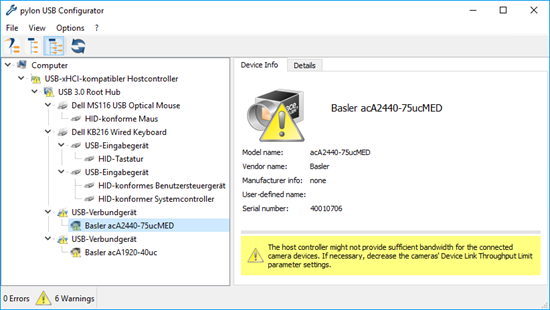 pylon USB Configurator
File View Options ?
Computer
USB-xHCI-kompatibler Hostcontroller
USB 3.0 Root Hub
Dell MS116 USB Optical Mouse
HID-konforme Maus
Dell KB216 Wired Keyboard
USB-Eingabegerät
HID-Tastatur
USB-Eingabegerät
HID-konformes Benutzersteuergerät
HID-konformer Systemcontroller
USB-Verbundgerät
Basler acA2440-75ucMED
USB-Verbundgerät
Basler acA1920-40uc
Device Info Details
Basler acA2440-75ucMED
Model name: acA2440-75ucMED
Vendor name: Basler
Manufacturer info: none
User-defined name:
Serial number: 40010706
The host controller might not provide sufficient bandwidth for the connected
camera devices. If necessary, decrease the cameras' Device Link Throughput Limit
parameter settings.
0 Errors 6 Warnings